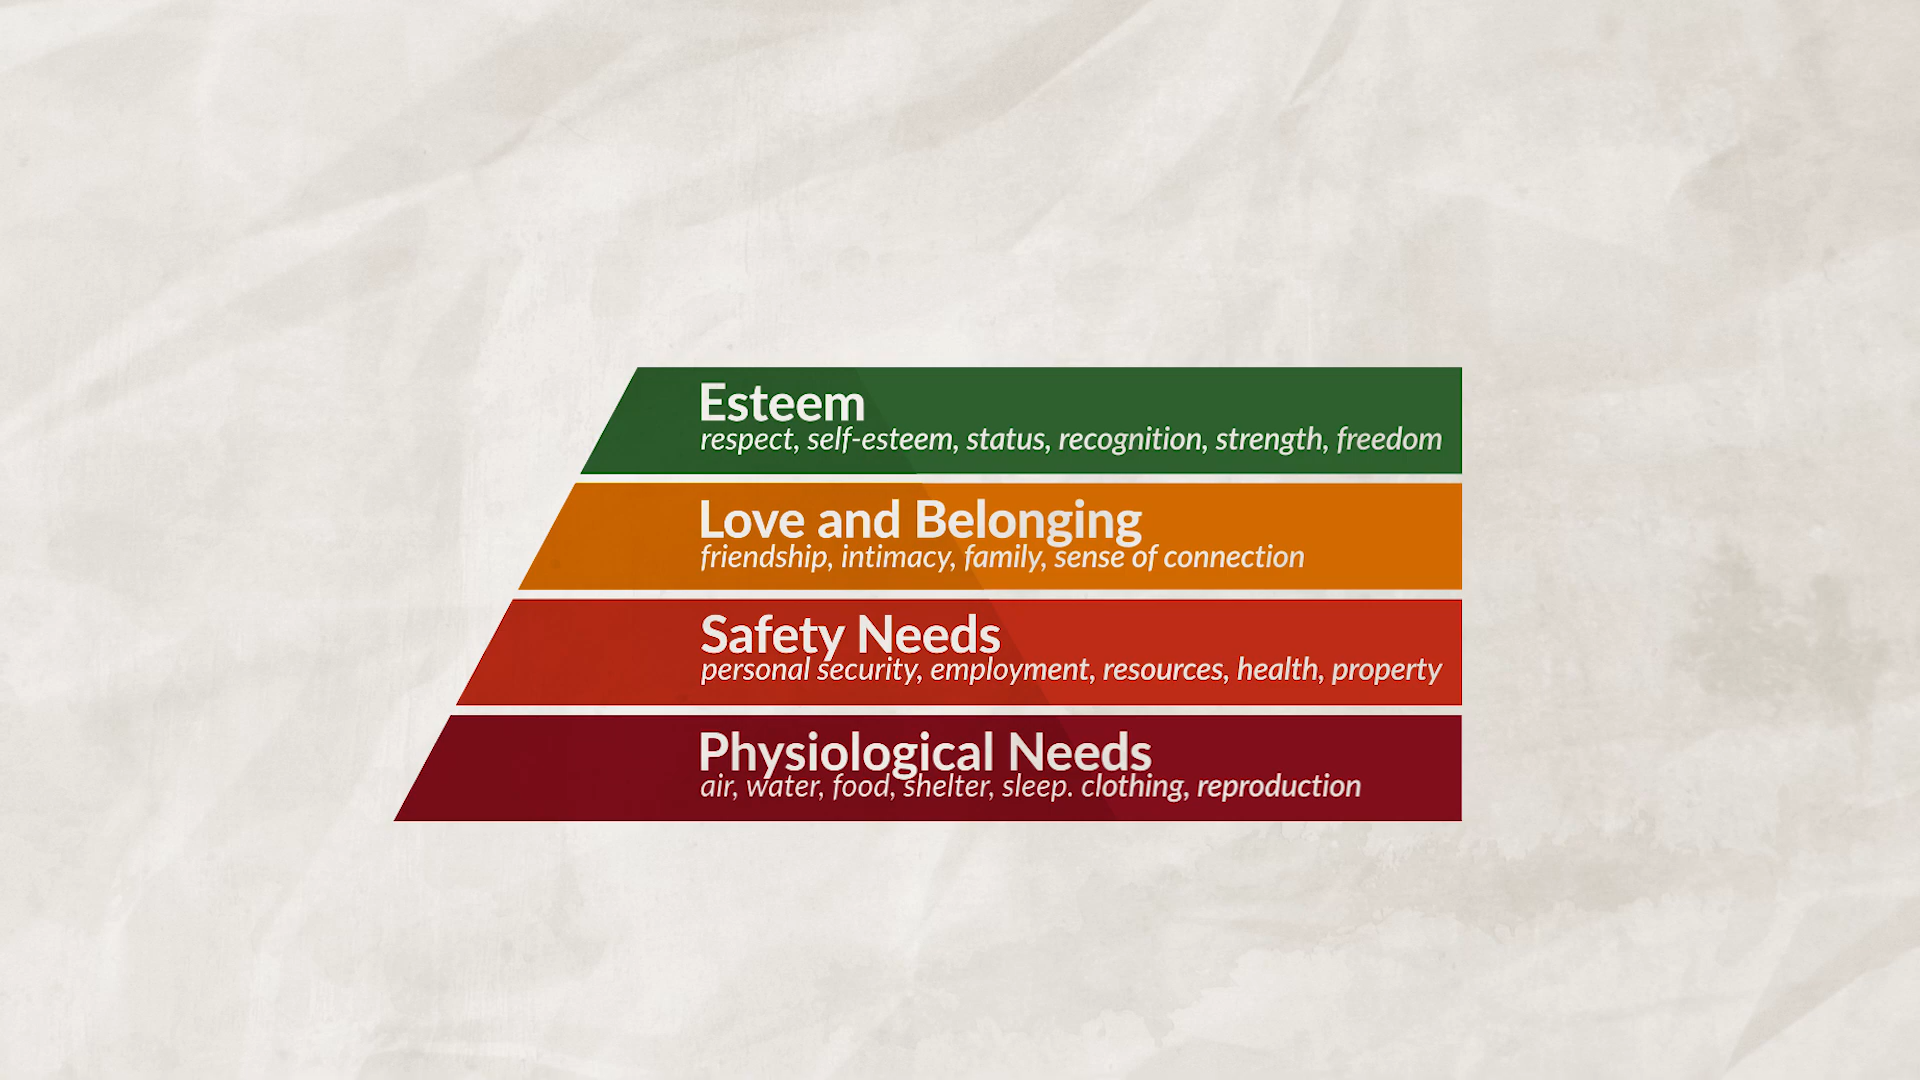 Esteem
respect, self-esteem, status, recognition, strength, freedom
Love and Belonging
friendship, intimacy, family, sense of connection
Safety Needs
personal security, employment, resources, health, property
Physiological Needs
air, water, food, shelter, sleep. clothing, reproduction